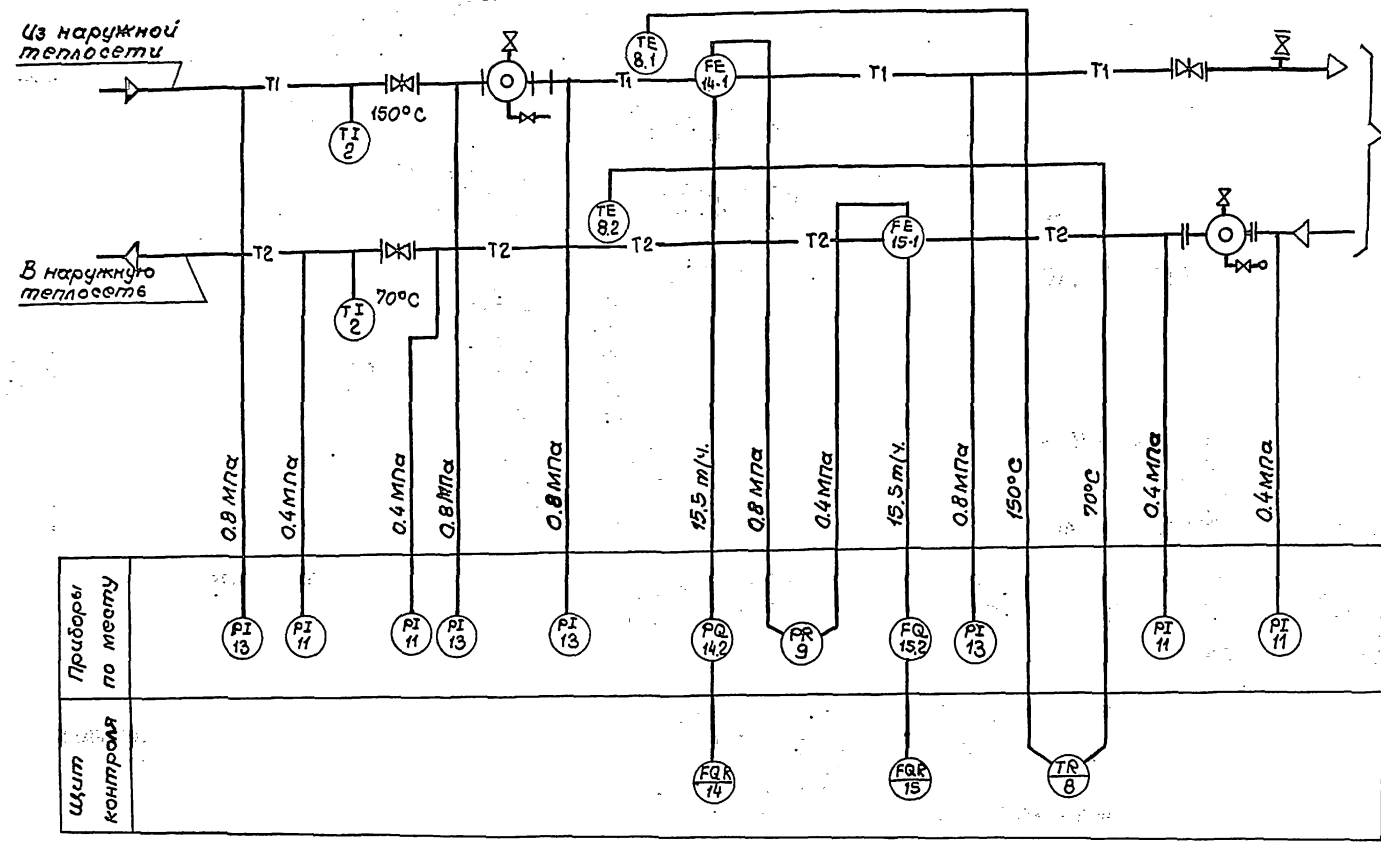 Из наружной
теплосети
T1
TI
2
150°C
T1
TE
8.1
FE
14-1
T1
T1
TE
8.2
FE
15-1
T2
T2
T2
T2
T2
В наружную
теплосеть
TI
2
70°C
0.8 МПа
0.4 МПа
0.4 МПа
0.8 МПа
0.8 МПа
15.5 т/ч.
0.8 МПа
0.4 МПа
15.5 т/ч.
0.8 МПа
150°C
70°C
0.4 МПа
0.4 МПа
Приборы
по месту
PI
13
PI
11
PI
11
PI
13
PI
13
PQ
14.2
PR
9
FQ
15.2
PI
13
PI
11
PI
11
Щит
контроля
FQR
14
FQR
15
TR
8